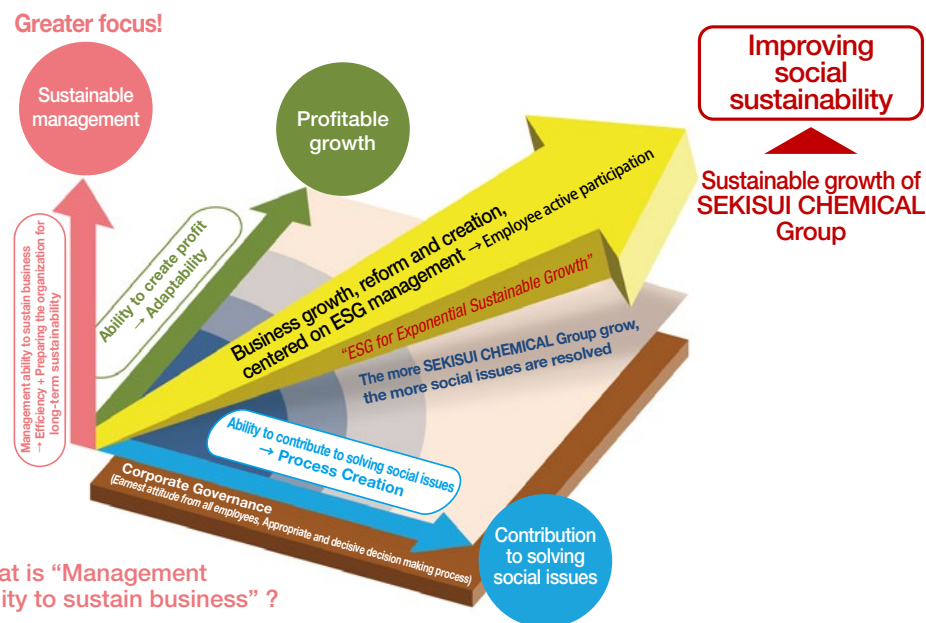 Greater focus!
Sustainable
management
Profitable
growth
Improving
social
sustainability
Sustainable growth of
SEKISUI CHEMICAL
Group
Management ability to sustain business
→ Efficiency + Preparing the organization for
long-term sustainability
Ability to create profit
→ Adaptability
Business growth, reform and creation,
centered on ESG management → Employee active participation
"ESG for Exponential Sustainable Growth"
The more SEKISUI CHEMICAL Group grow,
the more social issues are resolved
Ability to contribute to solving social issues
→ Process Creation
Corporate Governance
(Earnest attitude from all employees, Appropriate and decisive decision making process)
Contribution
to solving
social issues
at is “Management
ility to sustain business” ?